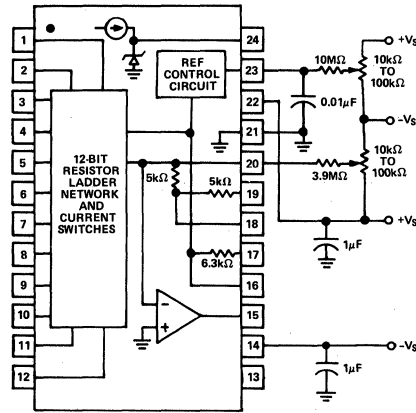 1
2
3
4
5
6
7
8
9
10
11
12
12-BIT
RESISTOR
LADDER
NETWORK
AND
CURRENT
SWITCHES
REF
CONTROL
CIRCUIT
5kΩ
5kΩ
6.3kΩ
−
+
24
23
22
21
20
19
18
17
16
15
14
13
10MΩ
0.01μF
3.9MΩ
1μF
1μF
+VS
10kΩ
TO
100kΩ
−VS
10kΩ
TO
100kΩ
+VS
−VS